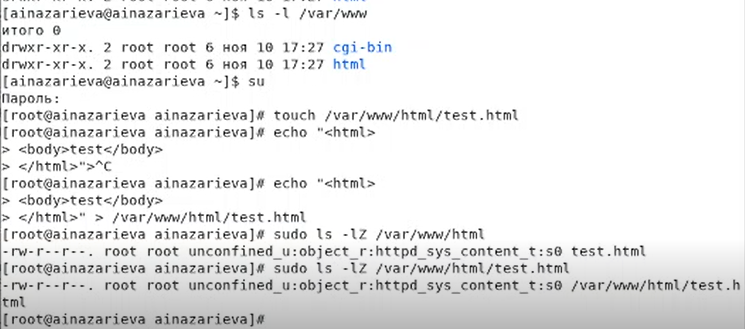 [ainazarieva@ainazarieva ~]$ ls -l /var/www
итого 0
drwxr-xr-x. 2 root root 6 ноя 10 17:27 cgi-bin
drwxr-xr-x. 2 root root 6 ноя 10 17:27 html
[ainazarieva@ainazarieva ~]$ su
Пароль:
[root@ainazarieva ainazarieva]# touch /var/www/html/test.html
[root@ainazarieva ainazarieva]# echo "<html>
> <body>test</body>
> </html>">^C
[root@ainazarieva ainazarieva]# echo "<html>
> <body>test</body>
> </html>" > /var/www/html/test.html
[root@ainazarieva ainazarieva]# sudo ls -lZ /var/www/html
-rw-r--r--. root root unconfined_u:object_r:httpd_sys_content_t:s0 test.html
[root@ainazarieva ainazarieva]# sudo ls -lZ /var/www/html/test.html
-rw-r--r--. root root unconfined_u:object_r:httpd_sys_content_t:s0 /var/www/html/test.h
tml
[root@ainazarieva ainazarieva]#